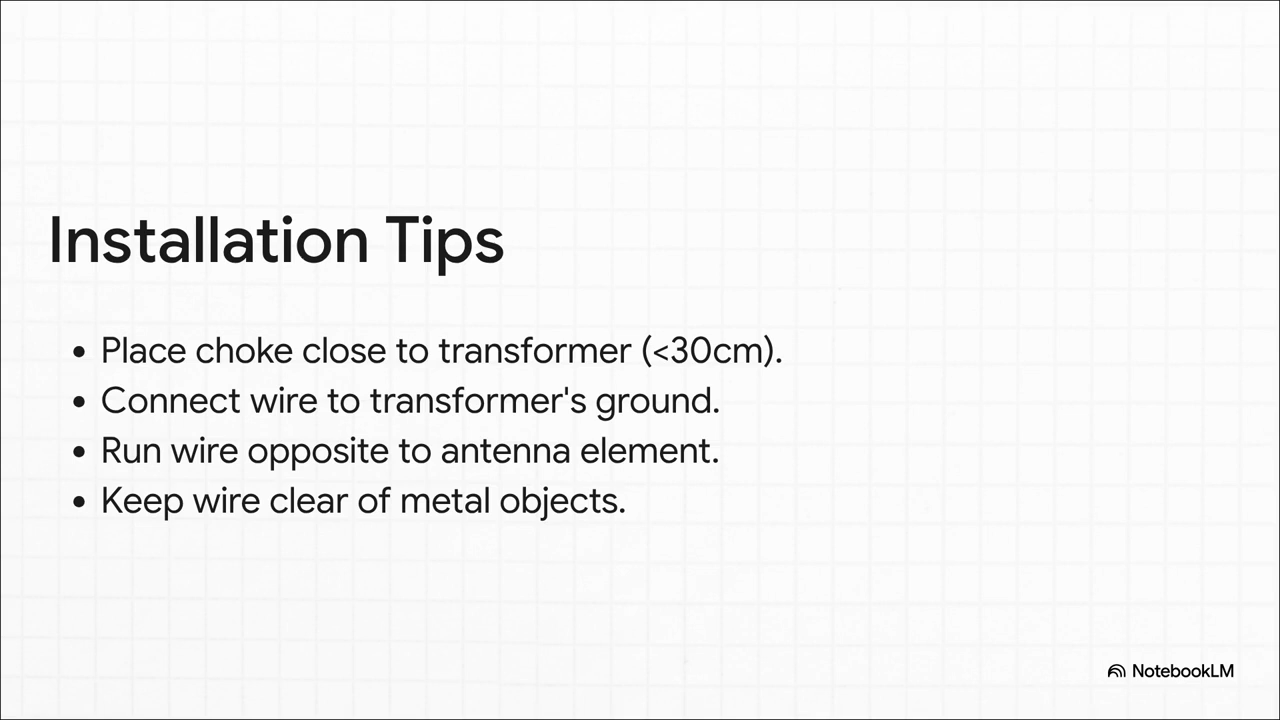 Installation Tips
• Place choke close to transformer (<30cm).
• Connect wire to transformer's ground.
• Run wire opposite to antenna element.
• Keep wire clear of metal objects.
NotebookLM